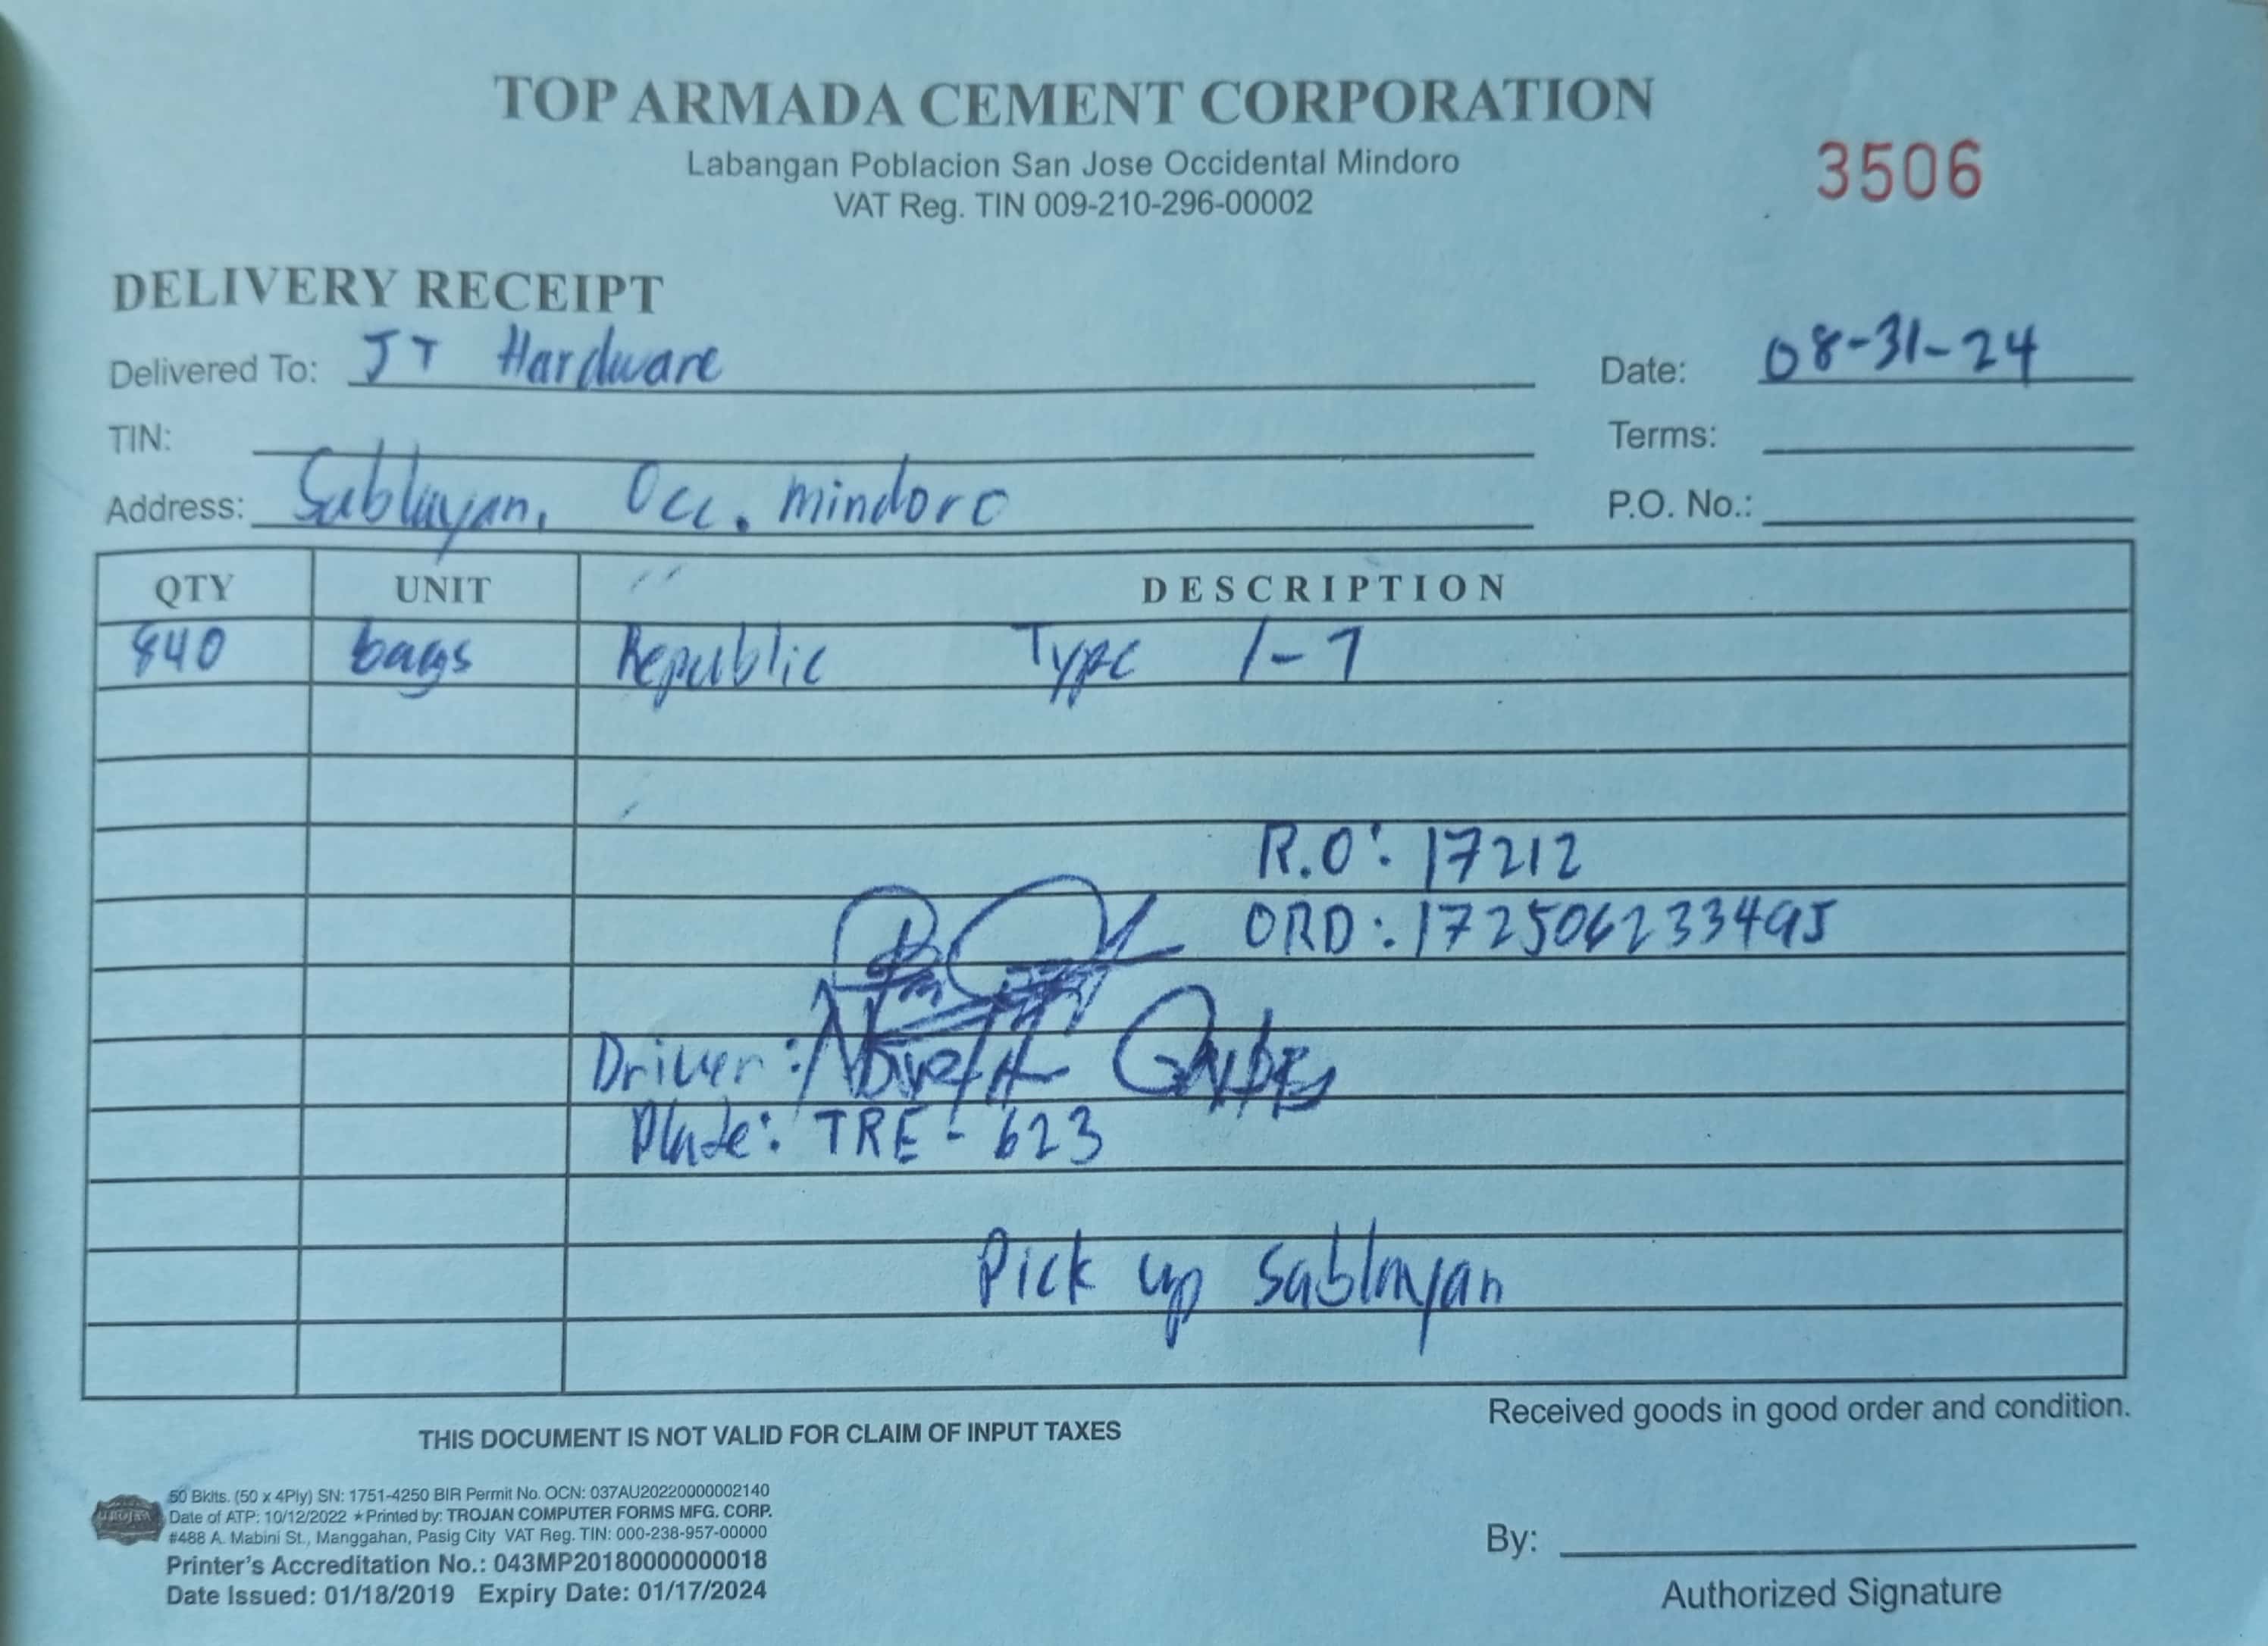 TOP ARMADA CEMENT CORPORATION
Labangan Poblacion San Jose Occidental Mindoro
VAT Reg. TIN 009-210-296-00002
3506
DELIVERY RECEIPT
Delivered To: JT Hardware
Date: 08-31-24
TIN:
Terms:
Address: Sablayan, Occ. Mindoro
P.O. No.:
QTY UNIT DESCRIPTION
840 bags Republic Type 1-T
R.O: 17212
ORD: 1725062233495
Driver:
Plate: TRE-623
Pick up Sablayan
THIS DOCUMENT IS NOT VALID FOR CLAIM OF INPUT TAXES
Received goods in good order and condition.
50 Bklts. (50 x 4Ply) SN: 1751-4250 BIR Permit No. OCN: 037AU20220000002140
Date of ATP: 10/12/2022 ★ Printed by: TROJAN COMPUTER FORMS MFG. CORP.
#488 A. Mabini St., Manggahan, Pasig City VAT Reg. TIN: 000-238-957-00000
Printer's Accreditation No.: 043MP20180000000018
Date Issued: 01/18/2019 Expiry Date: 01/17/2024
By:
Authorized Signature